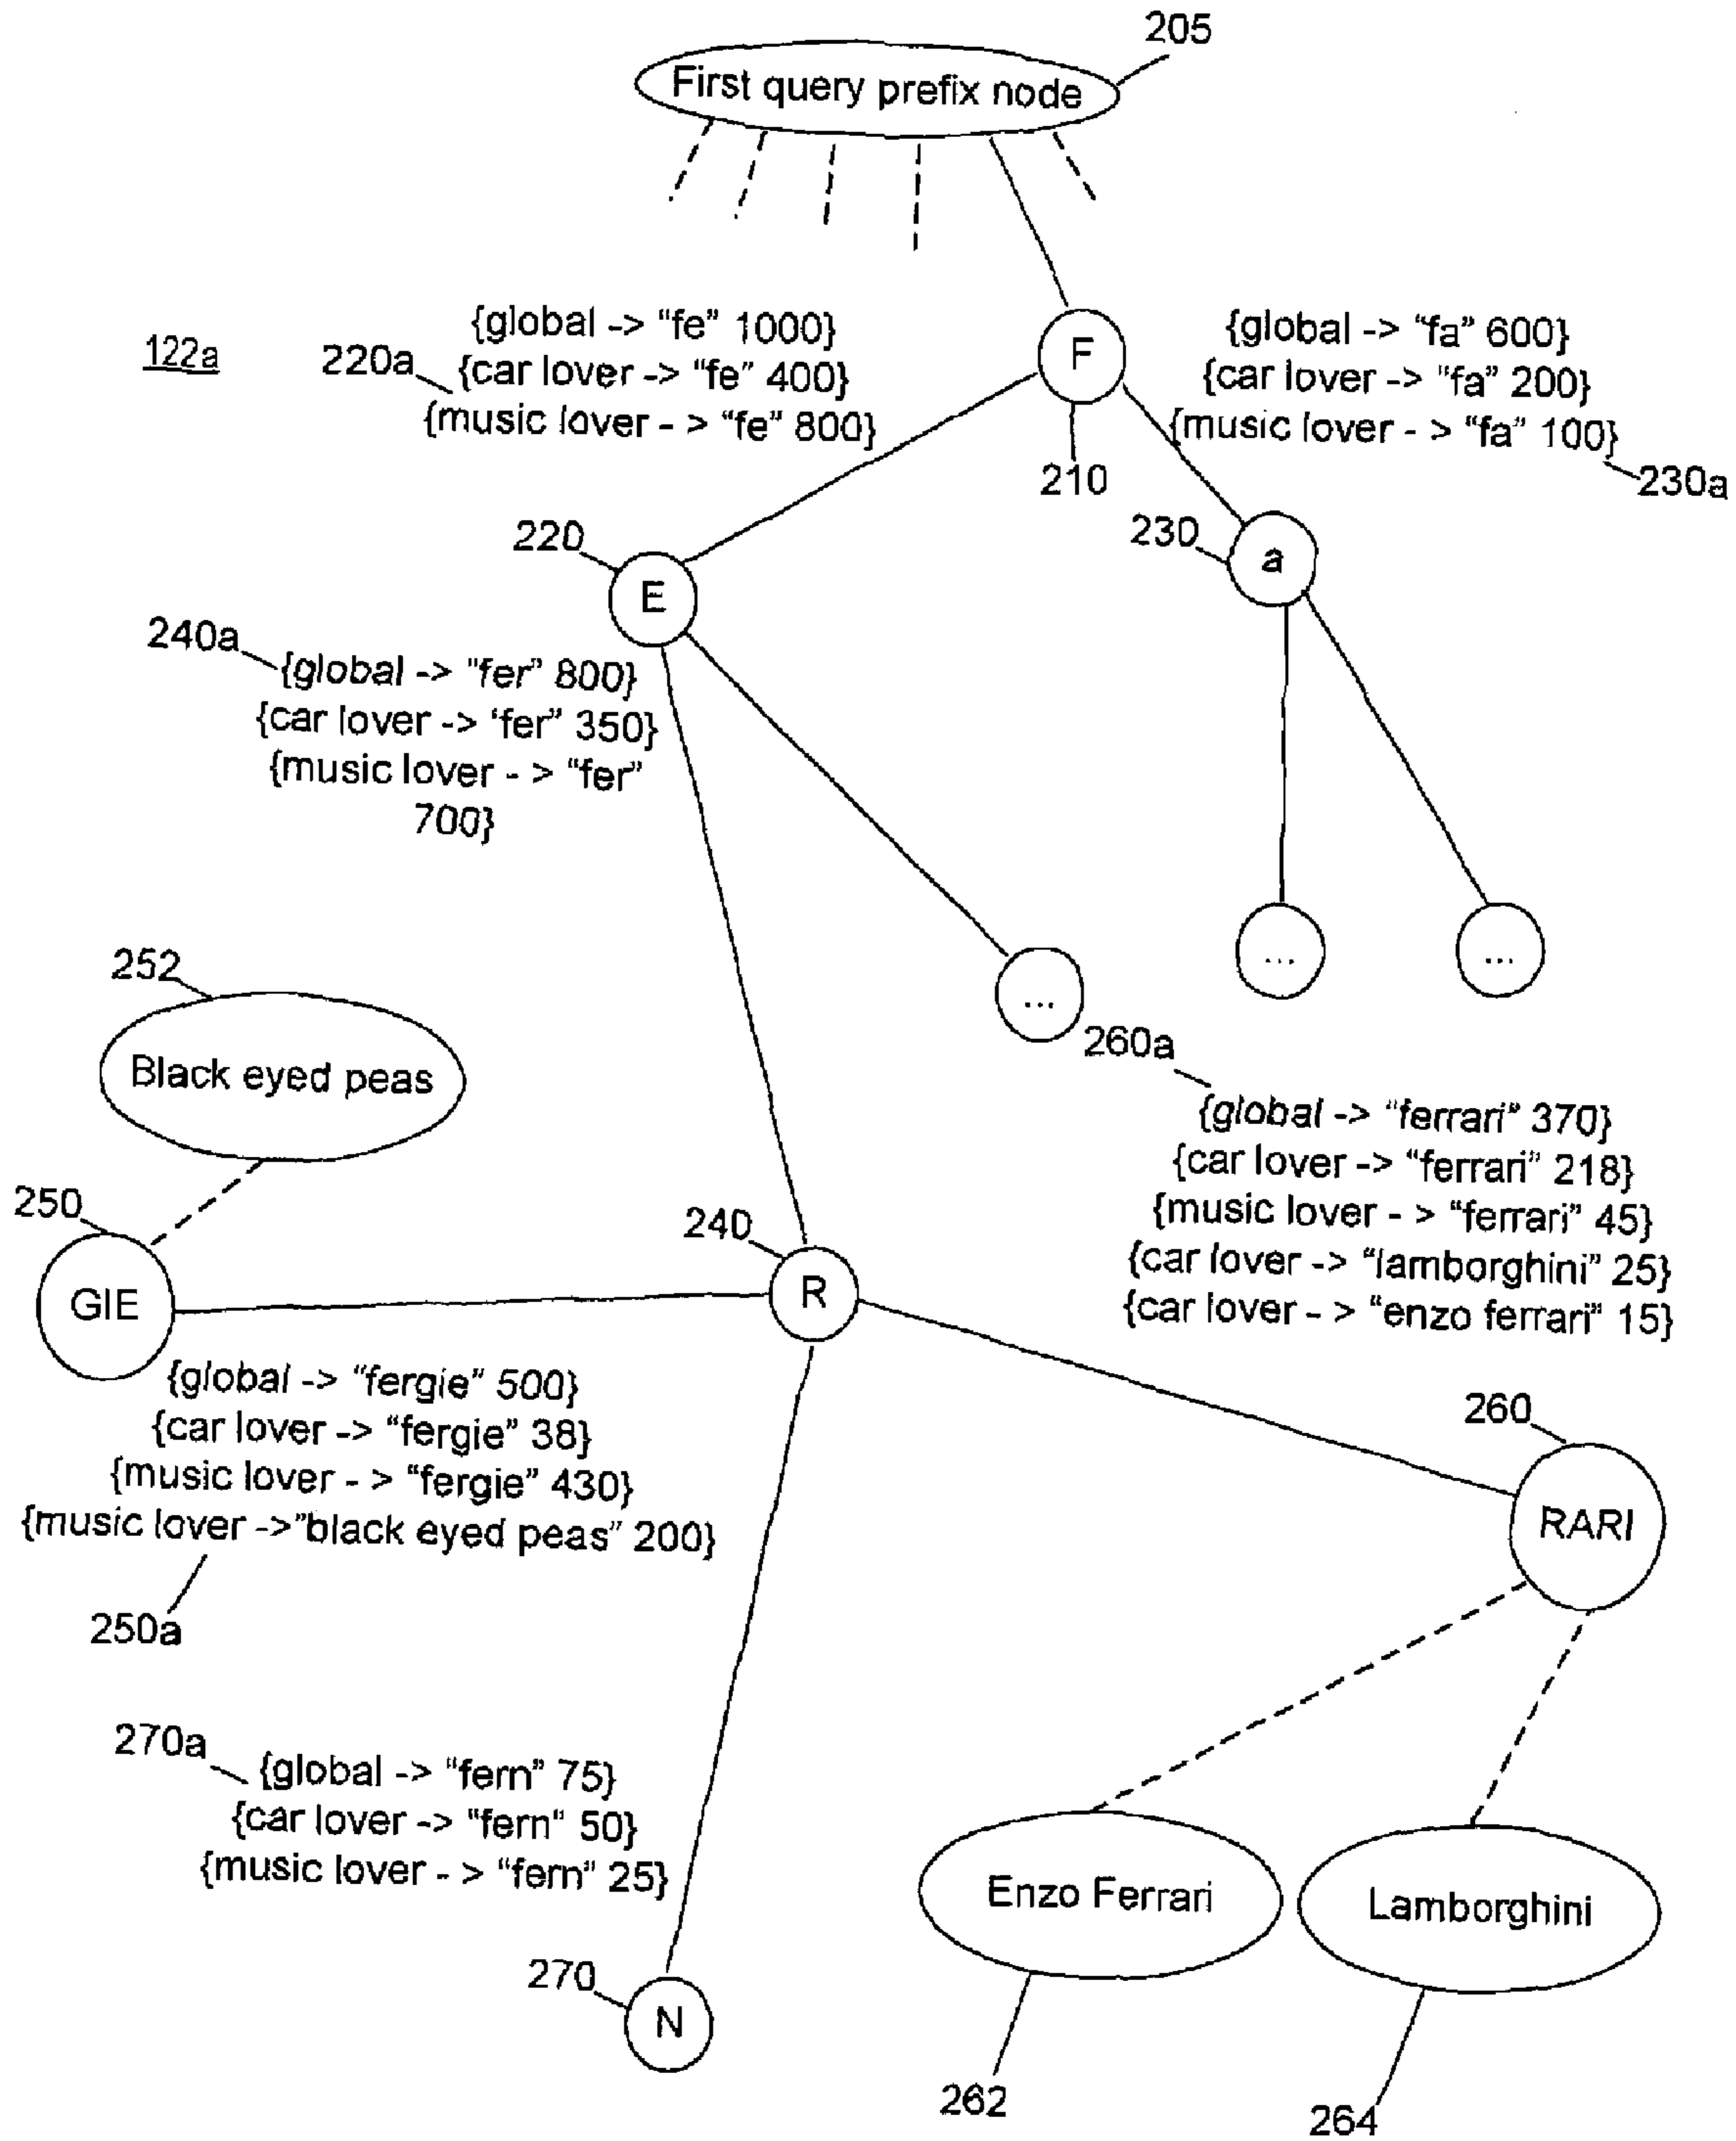 205
First query prefix node
122a
220a
{global -> "fe" 1000}
{car lover -> "fe" 400}
{music lover - > "fe" 800}
F
210
{global -> "fa" 600}
{car lover -> "fa" 200}
{music lover - > "fa" 100}
230a
220
E
230
a
240a
{global -> "fer" 800}
{car lover -> 'fer" 350}
{music lover - > "fer"
700}
...
...
...
252
Black eyed peas
260a
{global -> "ferrari" 370}
{car lover -> "ferrari" 218}
{music lover - > "ferrari" 45}
{car lover -> "lamborghini" 25}
{car lover - > "enzo ferrari" 15}
250
GIE
240
R
{global -> "fergie" 500}
{car lover -> "fergie" 38}
{music lover - > "fergie" 430}
{music lover ->"black eyed peas" 200}
250a
260
RARI
270a
{global -> "fern" 75}
{car lover -> "fern" 50}
{music lover - > "fern" 25}
270
N
Enzo Ferrari
Lamborghini
262
264